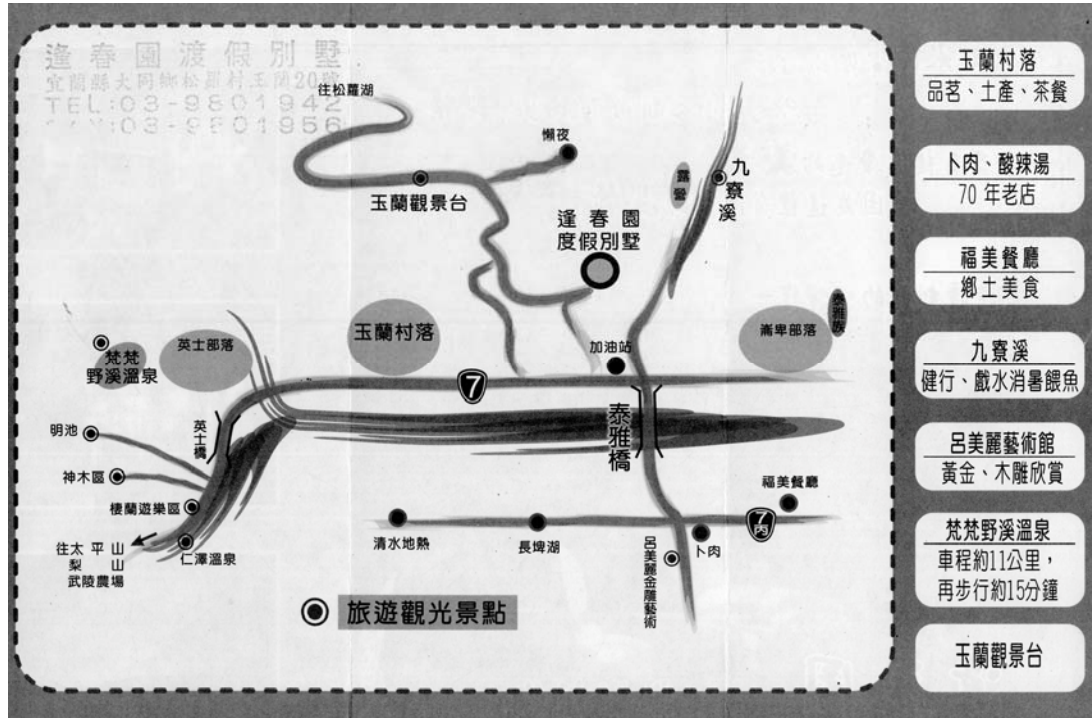 逢春園渡假別墅
宜蘭縣大同鄉松羅村玉蘭20號
TEL:03-9801942
03-9801956
往松蘿湖
懶夜
玉蘭觀景台
露營
九寮溪
逢春園
度假別墅
梵梵
野溪溫泉
英士部落
玉蘭村落
加油站
崙卑部落
泰雅族
7
明池
英士橋
泰雅橋
神木區
棲蘭遊樂區
仁澤溫泉
往太平山
梨山
武陵農場
清水地熱
長埤湖
福美餐廳
7丙
卜肉
呂美麗金雕藝術
旅遊觀光景點
玉蘭村落
品茗、土產、茶餐
卜肉、酸辣湯
70年老店
福美餐廳
鄉土美食
九寮溪
健行、戲水消暑餵魚
呂美麗藝術館
黃金、木雕欣賞
梵梵野溪溫泉
車程約11公里，
再步行約15分鐘
玉蘭觀景台